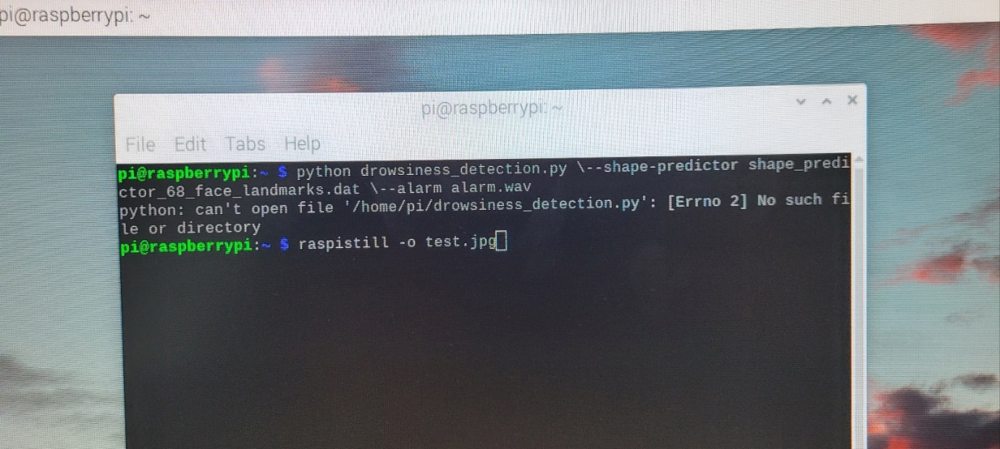 pi@raspberrypi: ~
pi@raspberrypi: ~
File Edit Tabs Help
pi@raspberrypi:~ $ python drowsiness_detection.py \--shape-predictor shape_predi
ctor_68_face_landmarks.dat \--alarm alarm.wav
python: can't open file '/home/pi/drowsiness_detection.py': [Errno 2] No such fi
le or directory
pi@raspberrypi:~ $ raspistill -o test.jpg